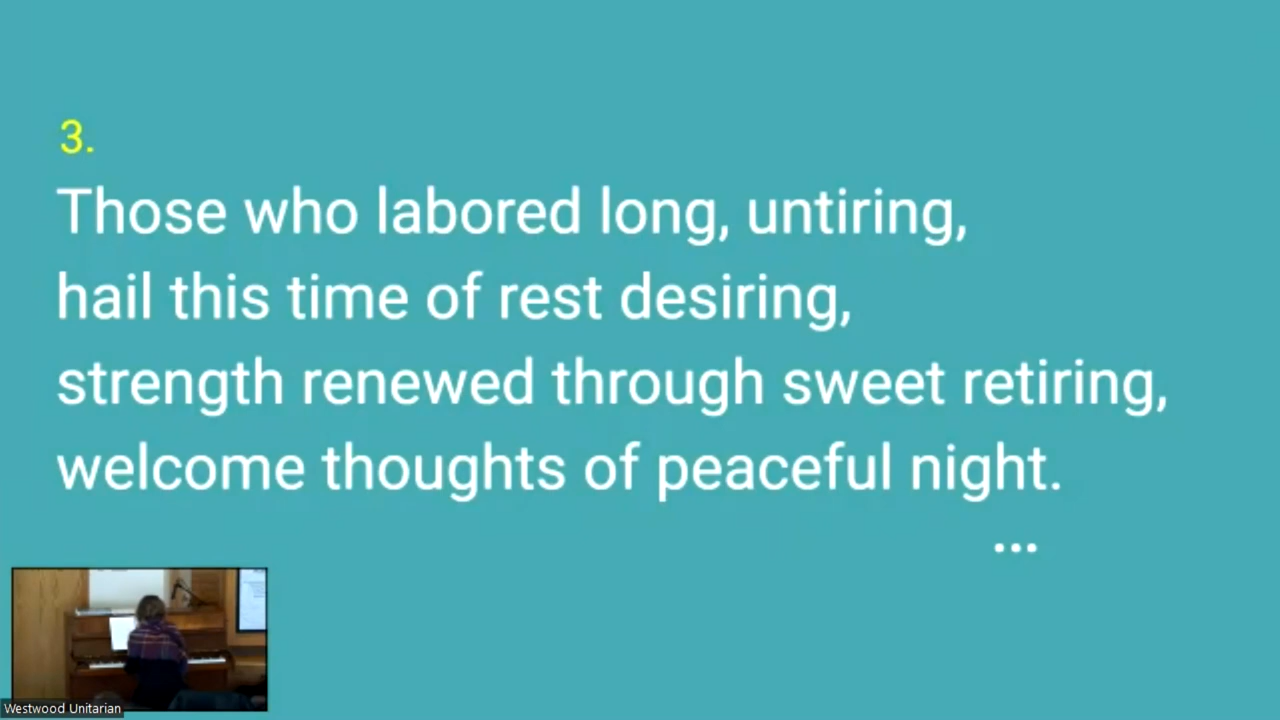 3.
Those who labored long, untiring,
hail this time of rest desiring,
strength renewed through sweet retiring,
welcome thoughts of peaceful night.
...
Westwood Unitarian